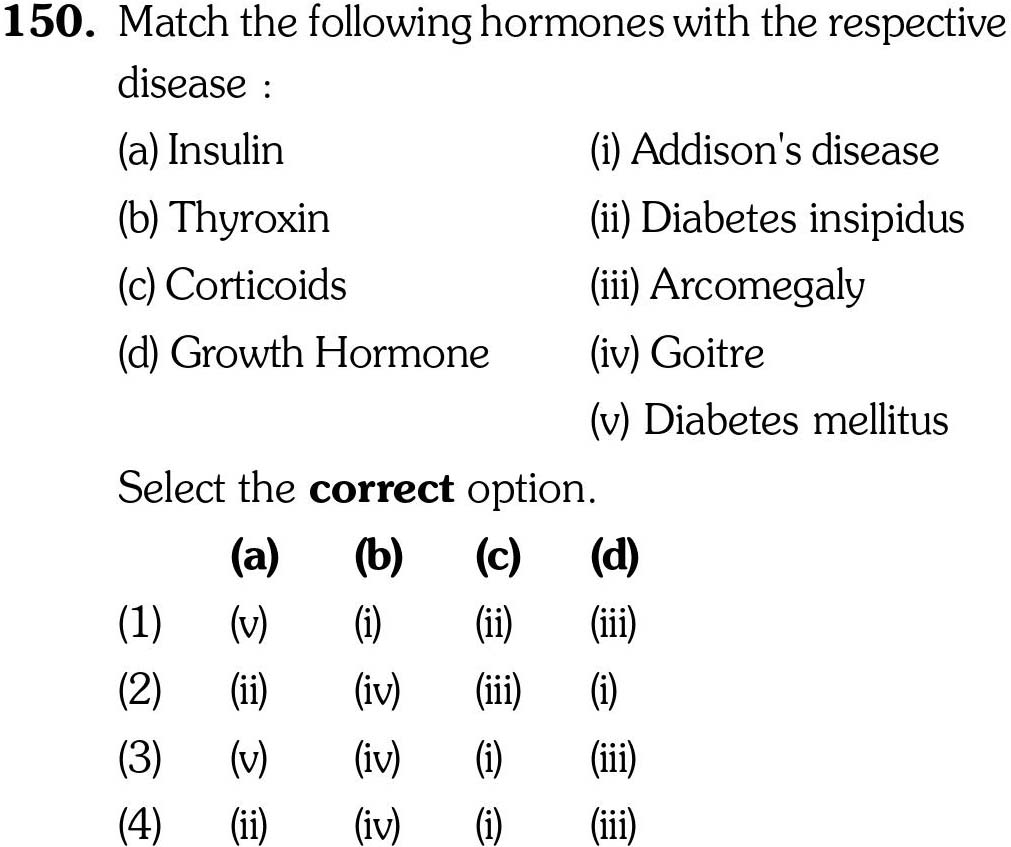 150. Match the following hormones with the respective
disease :
(a) Insulin (i) Addison's disease
(b) Thyroxin (ii) Diabetes insipidus
(c) Corticoids (iii) Arcomegaly
(d) Growth Hormone (iv) Goitre
(v) Diabetes mellitus
Select the correct option.
(a) (b) (c) (d)
(1) (v) (i) (ii) (iii)
(2) (ii) (iv) (iii) (i)
(3) (v) (iv) (i) (iii)
(4) (ii) (iv) (i) (iii)